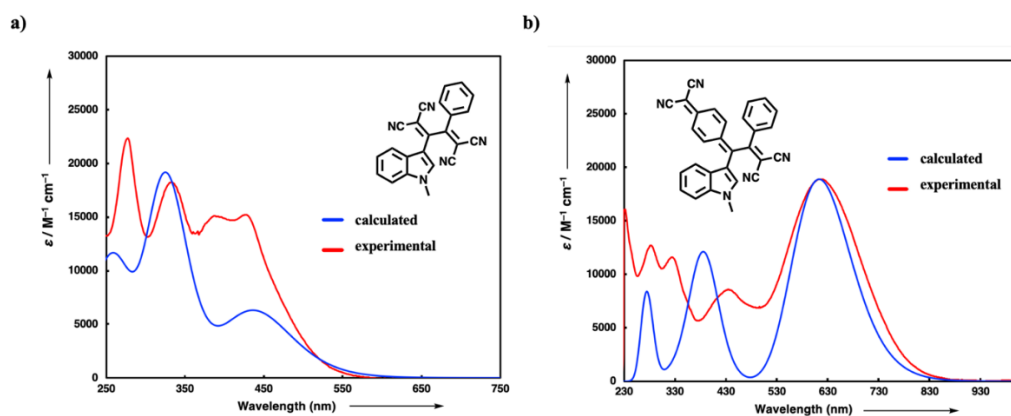 a)
30000
25000
20000
15000
10000
5000
0
ε / M⁻¹ cm⁻¹
250 350 450 550 650 750
Wavelength (nm)
NC CN
CN
CN
NC
N
calculated
experimental
b)
30000
25000
20000
15000
10000
5000
0
ε / M⁻¹ cm⁻¹
230 330 430 530 630 730 830 930
Wavelength (nm)
NC
NC
CN
CN
N
calculated
experimental